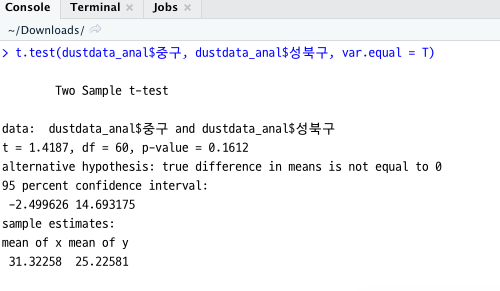 Console Terminal × Jobs ×
~/Downloads/
> t.test(dustdata_anal$중구, dustdata_anal$성북구, var.equal = T)
Two Sample t-test
data:  dustdata_anal$중구 and dustdata_anal$성북구
t = 1.4187, df = 60, p-value = 0.1612
alternative hypothesis: true difference in means is not equal to 0
95 percent confidence interval:
 -2.499626 14.693175
sample estimates:
mean of x mean of y
 31.32258  25.22581